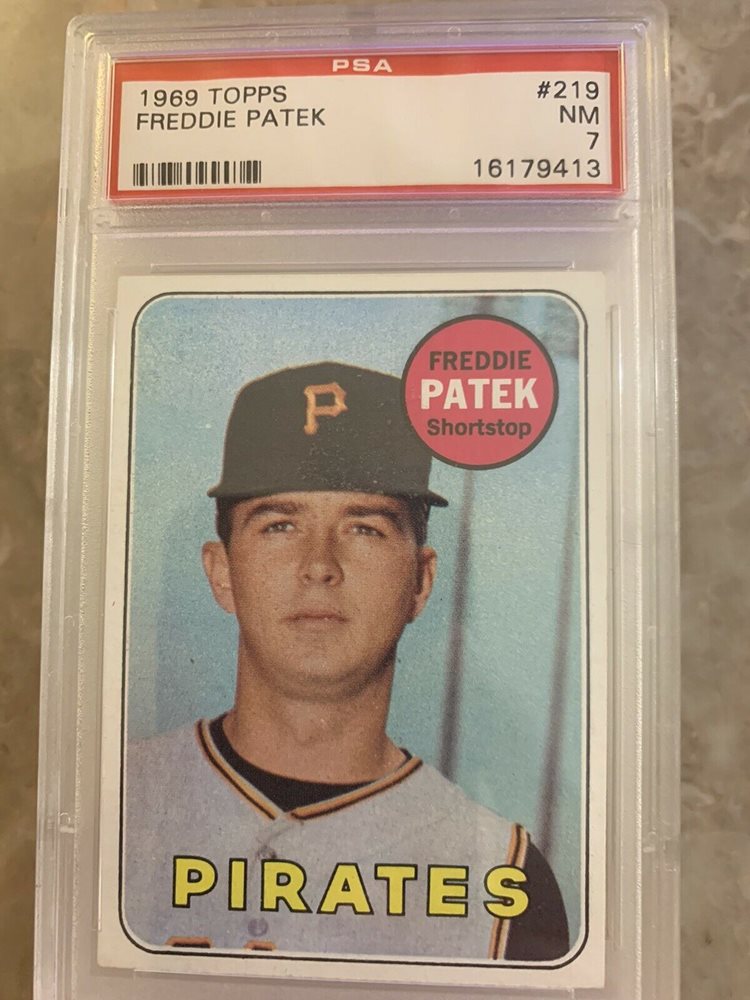 PSA
1969 TOPPS #219
FREDDIE PATEK NM
7
16179413
P
FREDDIE
PATEK
Shortstop
PIRATES